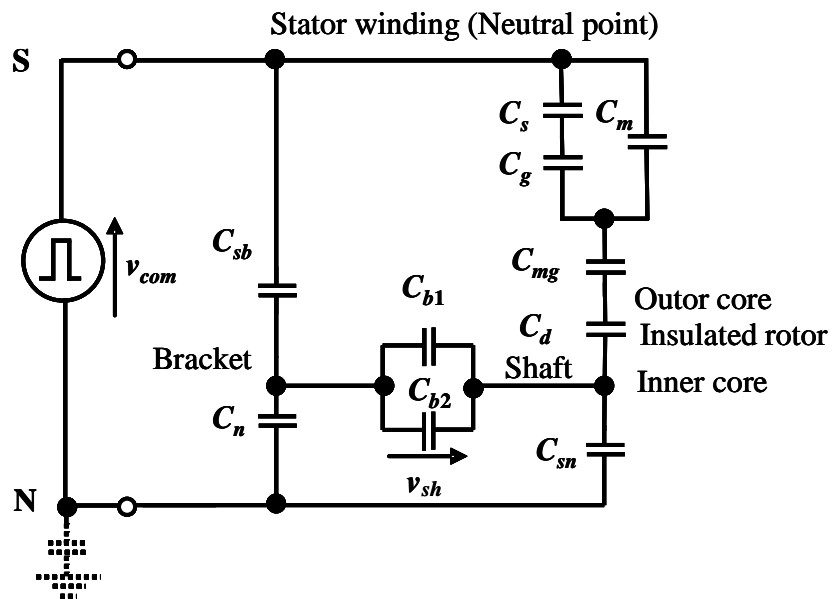 Stator winding (Neutral point)
S
C_s
C_m
C_g
C_sb
v_com
C_mg
C_b1
Outor core
C_d
Insulated rotor
Bracket
Shaft
C_b2
Inner core
C_n
C_sn
v_sh
N